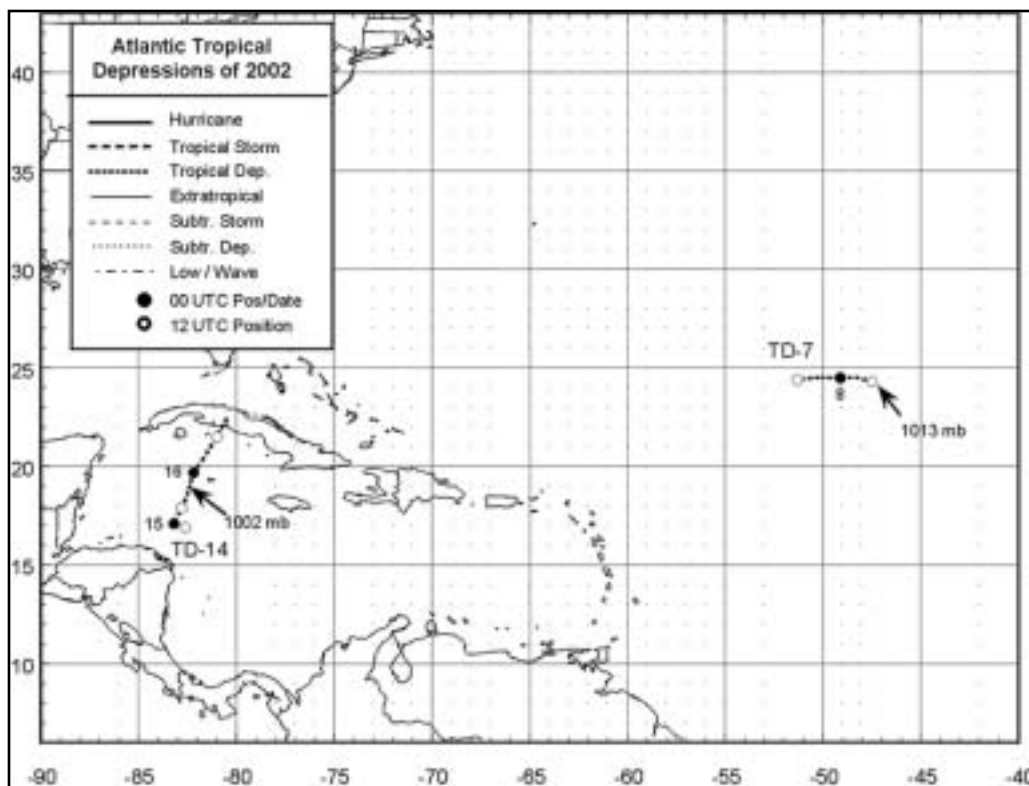 Atlantic Tropical
Depressions of 2002
Hurricane
Tropical Storm
Tropical Dep.
Extratropical
Subtr. Storm
Subtr. Dep.
Low / Wave
00 UTC Pos/Date
12 UTC Position
40
35
30
25
20
15
10
TD-7
1013 mb
16
1002 mb
15
TD-14
-90
-85
-80
-75
-70
-65
-60
-55
-50
-45
-40